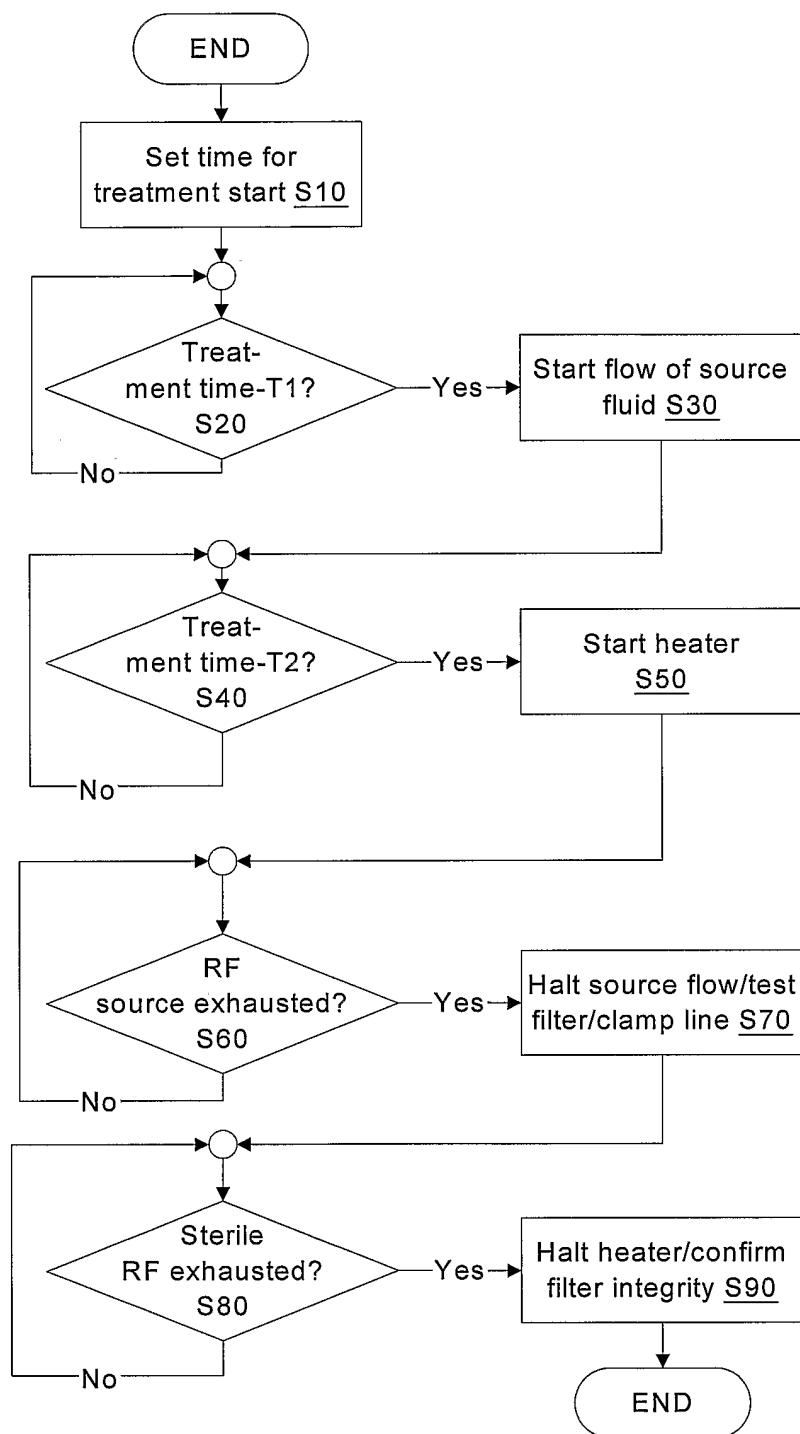 END
Set time for
treatment start S10
Treat-
ment time-T1?
S20
Yes
Start flow of source
fluid S30
No
Treat-
ment time-T2?
S40
Yes
Start heater
S50
No
RF
source exhausted?
S60
Yes
Halt source flow/test
filter/clamp line S70
No
Sterile
RF exhausted?
S80
Yes
Halt heater/confirm
filter integrity S90
No
END